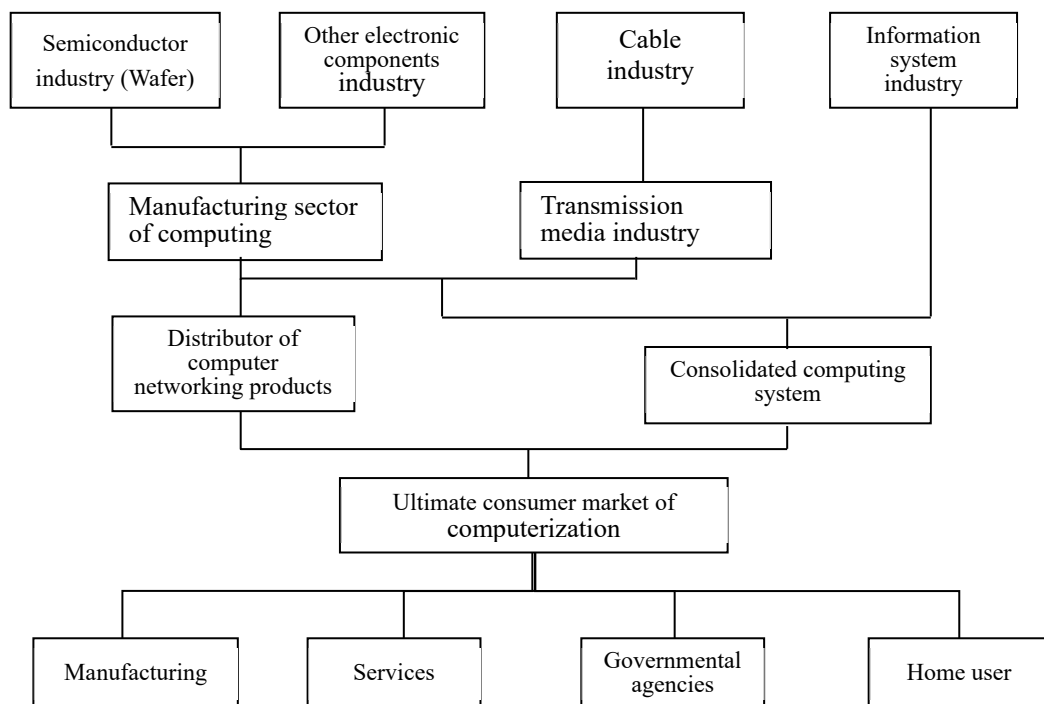 Semiconductor
industry (Wafer)
Other electronic
components
industry
Cable
industry
Information
system
industry
Manufacturing sector
of computing
Transmission
media industry
Distributor of
computer
networking products
Consolidated computing
system
Ultimate consumer market of
computerization
Manufacturing
Services
Governmental
agencies
Home user